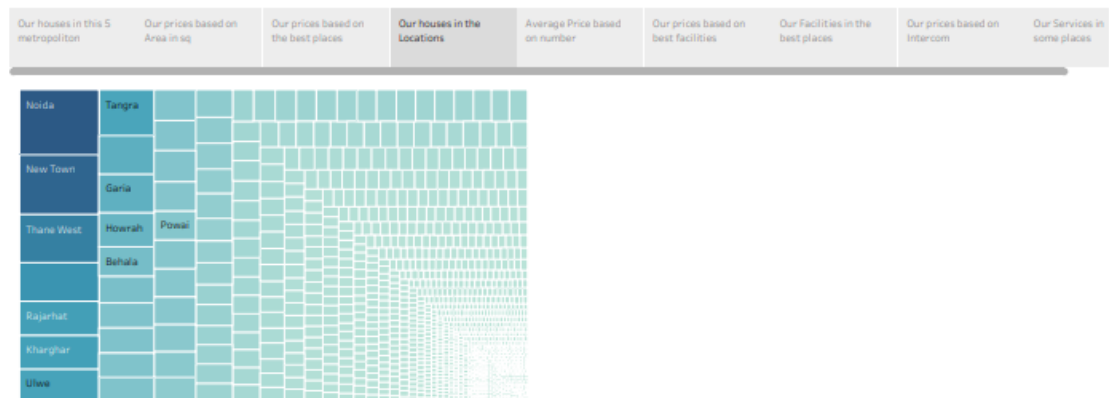 Our houses in this 5
metropoliton
Our prices based on
Area in sq
Our prices based on
the best places
Our houses in the
Locations
Average Price based
on number
Our prices based on
best facilities
Our Facilities in the
best places
Our prices based on
Intercom
Our Services in
some places
Noida
Tangra
New Town
Garia
Thane West
Howrah
Powai
Behala
Rajarhat
Kharghar
Ulwe